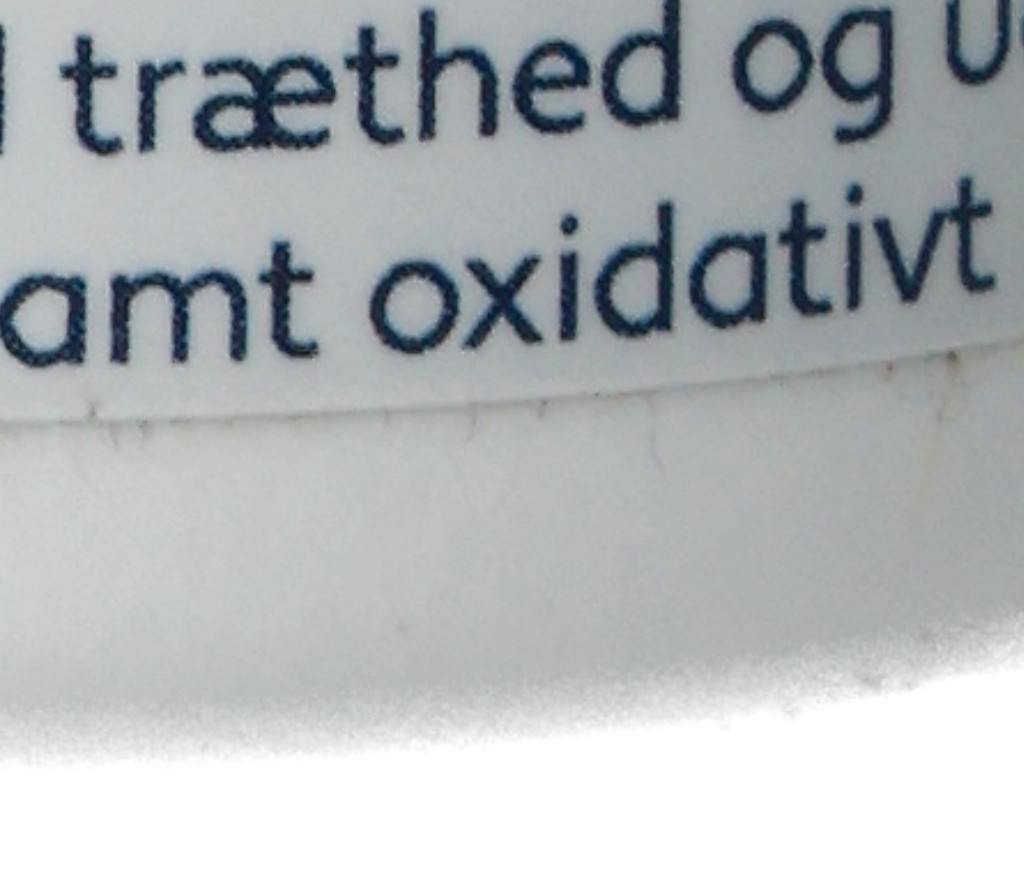 træthed og
amt oxidativt